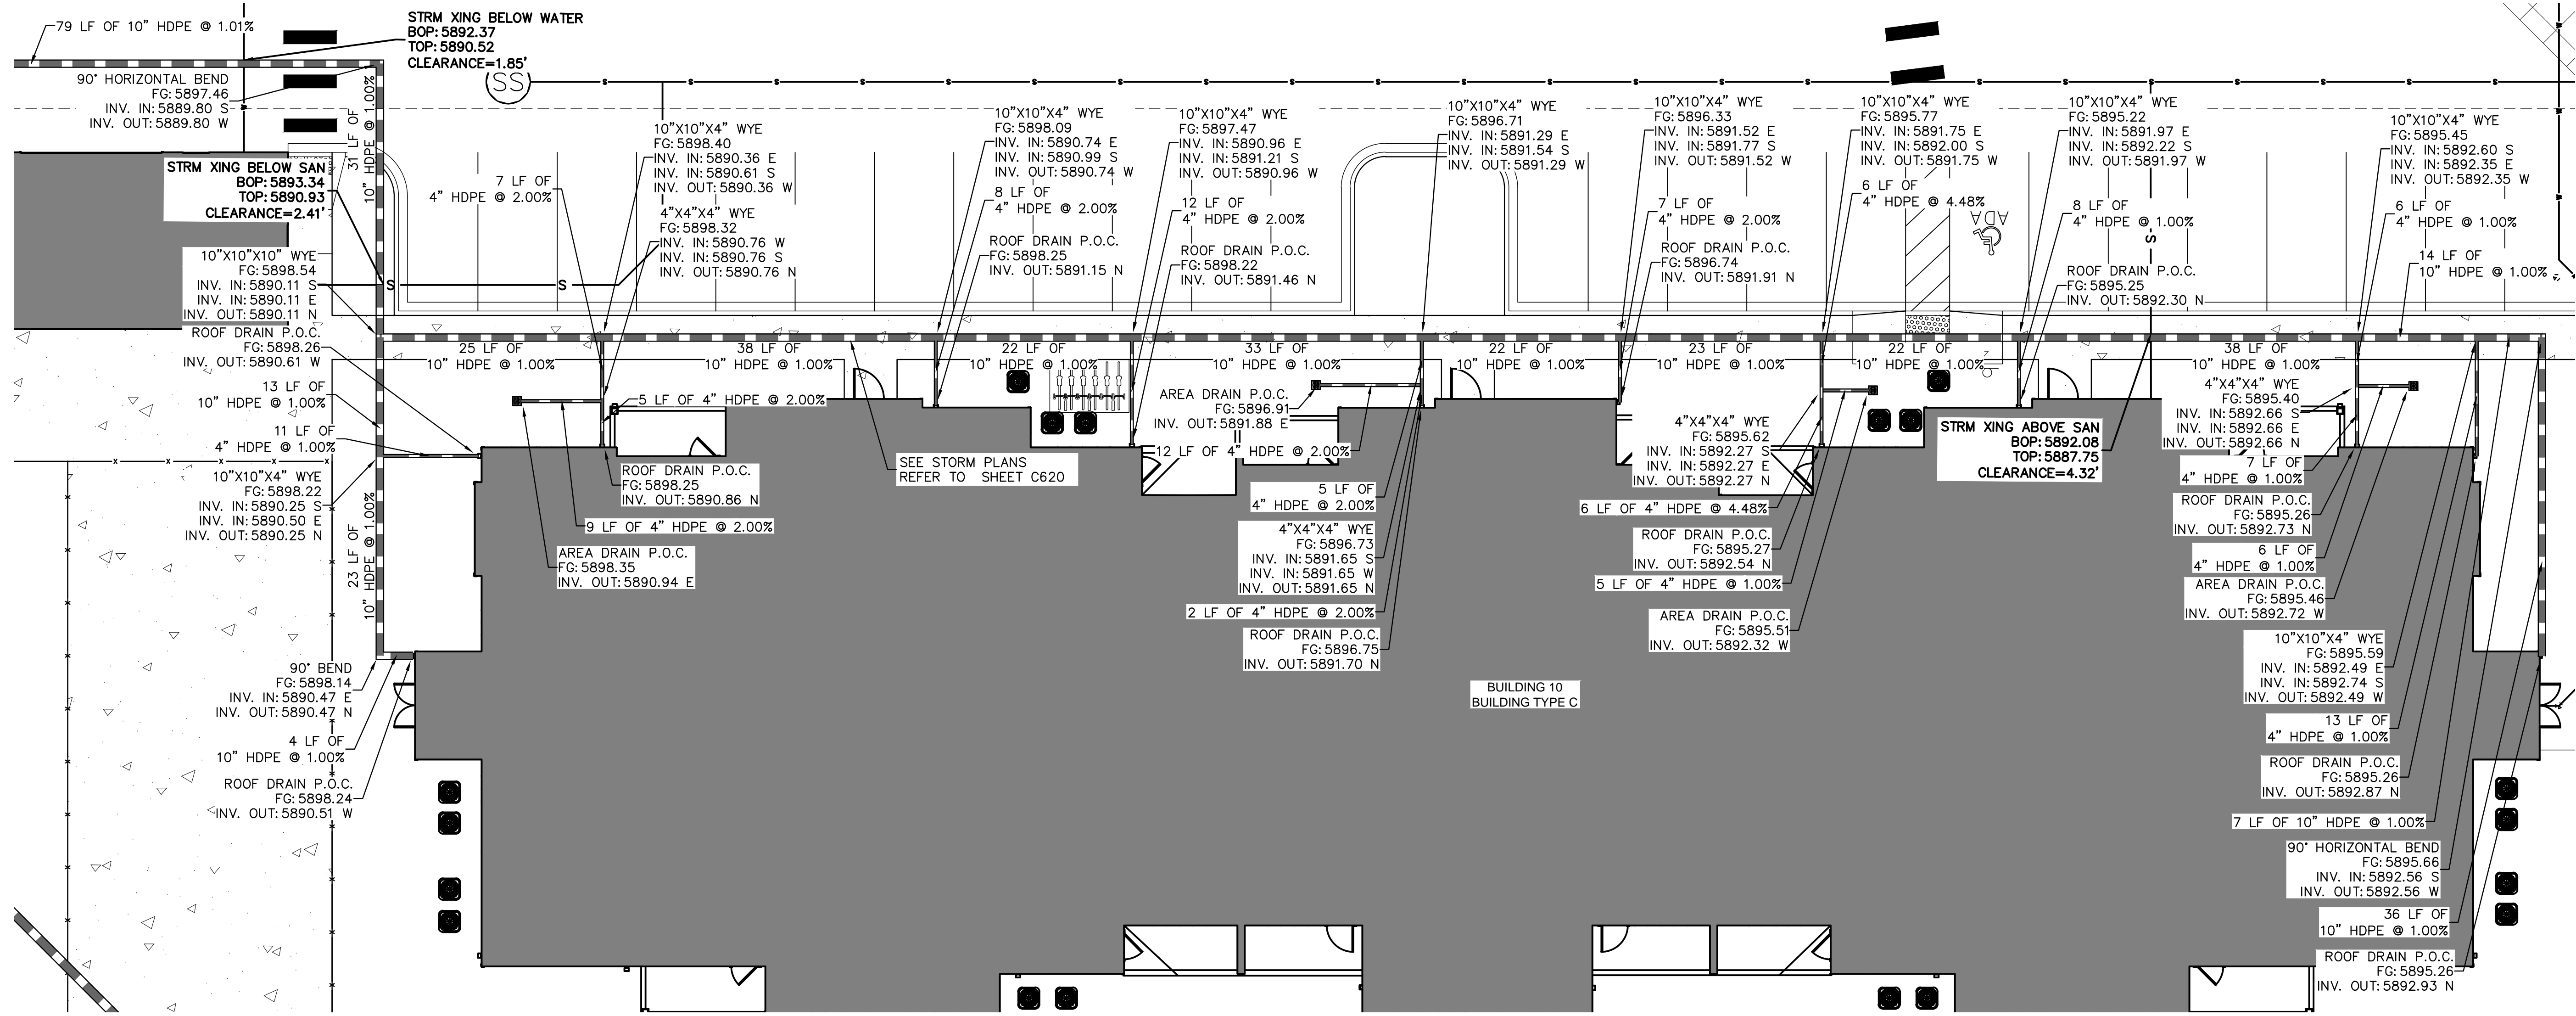 79 LF OF 10" HDPE @ 1.01%
STRM XING BELOW WATER
BOP: 5892.37
TOP: 5890.52
CLEARANCE=1.85'
90° HORIZONTAL BEND
FG: 5897.46
INV. IN: 5889.80 S
INV. OUT: 5889.80 W
31 LF OF
10" HDPE @ 1.00%
SS
STRM XING BELOW SAN
BOP: 5893.34
TOP: 5890.93
CLEARANCE=2.41'
7 LF OF
4" HDPE @ 2.00%
10"X10"X4" WYE
FG: 5898.40
INV. IN: 5890.36 E
INV. IN: 5890.61 S
INV. OUT: 5890.36 W
4"X4"X4" WYE
FG: 5898.32
INV. IN: 5890.76 W
INV. IN: 5890.76 S
INV. OUT: 5890.76 N
10"X10"X4" WYE
FG: 5898.09
INV. IN: 5890.74 E
INV. IN: 5890.99 S
INV. OUT: 5890.74 W
8 LF OF
4" HDPE @ 2.00%
ROOF DRAIN P.O.C.
FG: 5898.25
INV. OUT: 5891.15 N
10"X10"X4" WYE
FG: 5897.47
INV. IN: 5890.96 E
INV. IN: 5891.21 S
INV. OUT: 5890.96 W
12 LF OF
4" HDPE @ 2.00%
ROOF DRAIN P.O.C.
FG: 5898.22
INV. OUT: 5891.46 N
10"X10"X4" WYE
FG: 5896.71
INV. IN: 5891.29 E
INV. IN: 5891.54 S
INV. OUT: 5891.29 W
10"X10"X4" WYE
FG: 5896.33
INV. IN: 5891.52 E
INV. IN: 5891.77 S
INV. OUT: 5891.52 W
7 LF OF
4" HDPE @ 2.00%
ROOF DRAIN P.O.C.
FG: 5896.74
INV. OUT: 5891.91 N
10"X10"X4" WYE
FG: 5895.77
INV. IN: 5891.75 E
INV. IN: 5892.00 S
INV. OUT: 5891.75 W
6 LF OF
4" HDPE @ 4.48%
ADA
10"X10"X4" WYE
FG: 5895.22
INV. IN: 5891.97 E
INV. IN: 5892.22 S
INV. OUT: 5891.97 W
8 LF OF
4" HDPE @ 1.00%
S
ROOF DRAIN P.O.C.
FG: 5895.25
INV. OUT: 5892.30 N
10"X10"X4" WYE
FG: 5895.45
INV. IN: 5892.60 S
INV. IN: 5892.35 E
INV. OUT: 5892.35 W
6 LF OF
4" HDPE @ 1.00%
14 LF OF
10" HDPE @ 1.00%
10"X10"X10" WYE
FG: 5898.54
INV. IN: 5890.11 S
INV. IN: 5890.11 E
INV. OUT: 5890.11 N
S
S
ROOF DRAIN P.O.C.
FG: 5898.26
INV. OUT: 5890.61 W
25 LF OF
10" HDPE @ 1.00%
38 LF OF
10" HDPE @ 1.00%
22 LF OF
10" HDPE @ 1.00%
33 LF OF
10" HDPE @ 1.00%
22 LF OF
10" HDPE @ 1.00%
23 LF OF
10" HDPE @ 1.00%
22 LF OF
10" HDPE @ 1.00%
38 LF OF
10" HDPE @ 1.00%
13 LF OF
10" HDPE @ 1.00%
11 LF OF
4" HDPE @ 1.00%
10"X10"X4" WYE
FG: 5898.22
INV. IN: 5890.25 S
INV. IN: 5890.50 E
INV. OUT: 5890.25 N
23 LF OF
10" HDPE @ 1.00%
5 LF OF 4" HDPE @ 2.00%
ROOF DRAIN P.O.C.
FG: 5898.25
INV. OUT: 5890.86 N
9 LF OF 4" HDPE @ 2.00%
AREA DRAIN P.O.C.
FG: 5898.35
INV. OUT: 5890.94 E
SEE STORM PLANS
REFER TO SHEET C620
AREA DRAIN P.O.C.
FG: 5896.91
INV. OUT: 5891.88 E
12 LF OF 4" HDPE @ 2.00%
5 LF OF
4" HDPE @ 2.00%
4"X4"X4" WYE
FG: 5896.73
INV. IN: 5891.65 S
INV. IN: 5891.65 W
INV. OUT: 5891.65 N
2 LF OF 4" HDPE @ 2.00%
ROOF DRAIN P.O.C.
FG: 5896.75
INV. OUT: 5891.70 N
4"X4"X4" WYE
FG: 5895.62
INV. IN: 5892.27 S
INV. IN: 5892.27 E
INV. OUT: 5892.27 N
6 LF OF 4" HDPE @ 4.48%
ROOF DRAIN P.O.C.
FG: 5895.27
INV. OUT: 5892.54 N
5 LF OF 4" HDPE @ 1.00%
AREA DRAIN P.O.C.
FG: 5895.51
INV. OUT: 5892.32 W
STRM XING ABOVE SAN
BOP: 5892.08
TOP: 5887.75
CLEARANCE=4.32'
4"X4"X4" WYE
FG: 5895.40
INV. IN: 5892.66 S
INV. IN: 5892.66 E
INV. OUT: 5892.66 N
7 LF OF
4" HDPE @ 1.00%
ROOF DRAIN P.O.C.
FG: 5895.26
INV. OUT: 5892.73 N
6 LF OF
4" HDPE @ 1.00%
AREA DRAIN P.O.C.
FG: 5895.46
INV. OUT: 5892.72 W
10"X10"X4" WYE
FG: 5895.59
INV. IN: 5892.49 E
INV. IN: 5892.74 S
INV. OUT: 5892.49 W
13 LF OF
4" HDPE @ 1.00%
ROOF DRAIN P.O.C.
FG: 5895.26
INV. OUT: 5892.87 N
7 LF OF 10" HDPE @ 1.00%
90° HORIZONTAL BEND
FG: 5895.66
INV. IN: 5892.56 S
INV. OUT: 5892.56 W
36 LF OF
10" HDPE @ 1.00%
ROOF DRAIN P.O.C.
FG: 5895.26
INV. OUT: 5892.93 N
BUILDING 10
BUILDING TYPE C
90° BEND
FG: 5898.14
INV. IN: 5890.47 E
INV. OUT: 5890.47 N
4 LF OF
10" HDPE @ 1.00%
ROOF DRAIN P.O.C.
FG: 5898.24
INV. OUT: 5890.51 W